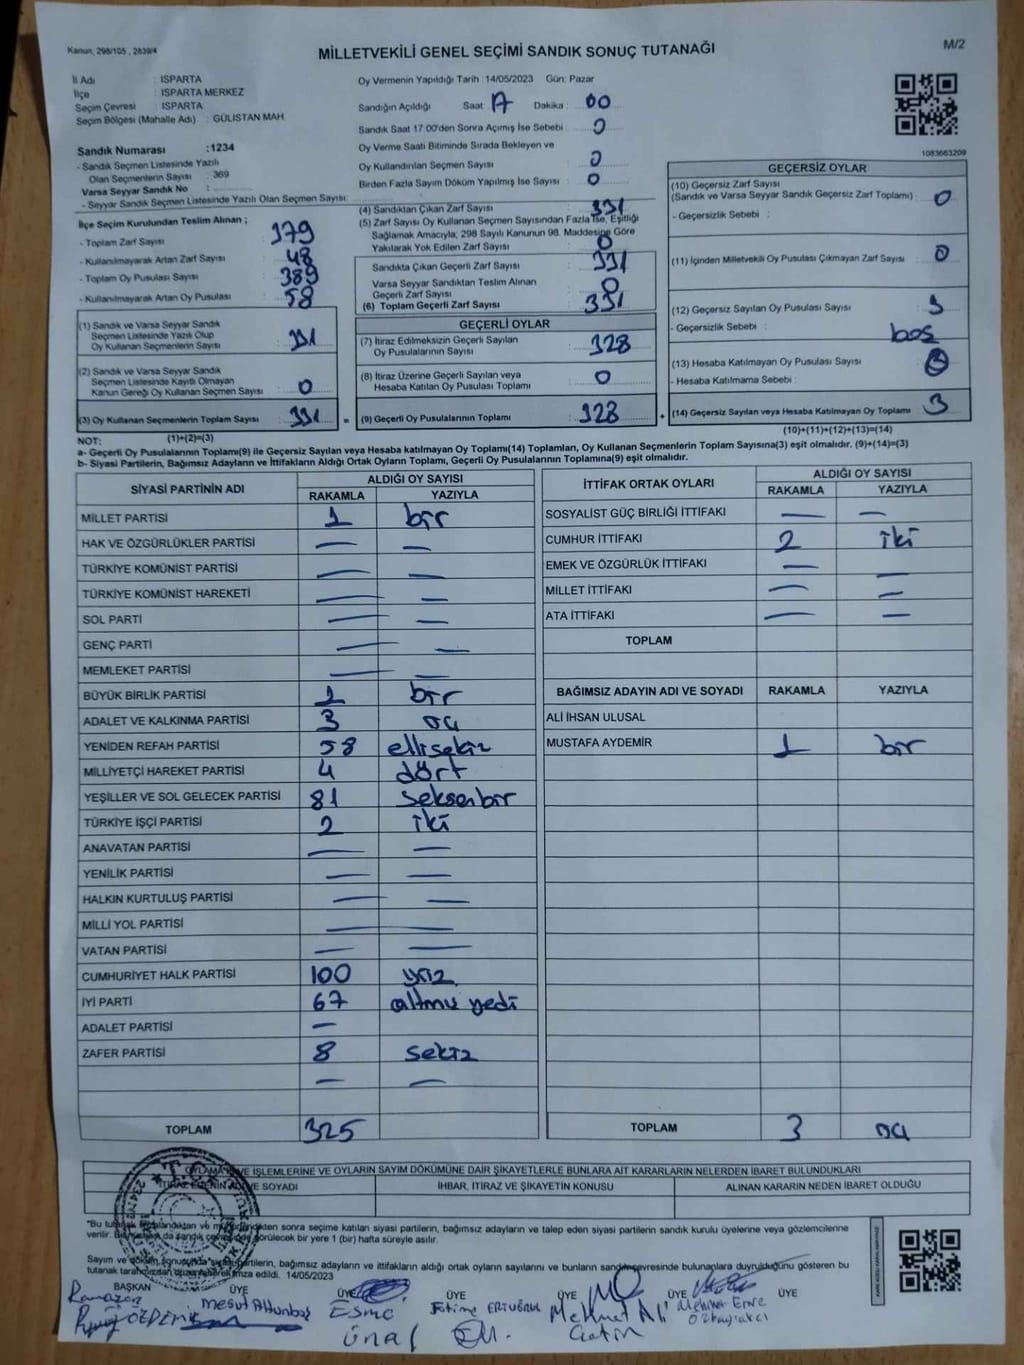 Kanun, 298/105 , 2839/4
MİLLETVEKİLİ GENEL SEÇİMİ SANDIK SONUÇ TUTANAĞI
M/2
İl Adı : ISPARTA
İlçe : ISPARTA MERKEZ
Seçim Çevresi : ISPARTA
Seçim Bölgesi (Mahalle Adı) : GÜLİSTAN MAH
Oy Vermenin Yapıldığı Tarih :14/05/2023 Gün: Pazar
Sandığın Açıldığı Saat : 17 Dakika : 00
Sandık Saat 17:00'den Sonra Açımış İse Sebebi : 0
Oy Verme Saati Bitiminde Sırada Bekleyen ve
Oy Kullandırılan Seçmen Sayısı : 0
Birden Fazla Sayım Döküm Yapılmış İse Sayısı : 0
1083663209
Sandık Numarası :1234
- Sandık Seçmen Listesinde Yazılı
Olan Seçmenlerin Sayısı : 369
Varsa Seyyar Sandık No :
- Seyyar Sandık Seçmen Listesinde Yazılı Olan Seçmen Sayısı :
İlçe Seçim Kurulundan Teslim Alınan ;
- Toplam Zarf Sayısı : 379
- Kullanılmayarak Artan Zarf Sayısı : 48
- Toplam Oy Pusulası Sayısı : 389
- Kullanılmayarak Artan Oy Pusulası : 58
(4) Sandıktan Çıkan Zarf Sayısı : 331
(5) Zarf Sayısı Oy Kullanan Seçmen Sayısından Fazla İse, Eşitliği
Sağlamak Amacıyla; 298 Sayılı Kanunun 98. Maddesine Göre
Yakılarak Yok Edilen Zarf Sayısı : 0
Sandıkta Çıkan Geçerli Zarf Sayısı : 331
Varsa Seyyar Sandıktan Teslim Alınan
Geçerli Zarf Sayısı : 0
(6) Toplam Geçerli Zarf Sayısı : 331
GEÇERSİZ OYLAR
(10) Geçersiz Zarf Sayısı
(Sandık ve Varsa Seyyar Sandık Geçersiz Zarf Toplamı) : 0
- Geçersizlik Sebebi :
(11) İçinden Milletvekili Oy Pusulası Çıkmayan Zarf Sayısı : 0
(12) Geçersiz Sayılan Oy Pusulası Sayısı : 3
- Geçersizlik Sebebi : boş
(13) Hesaba Katılmayan Oy Pusulası Sayısı :
- Hesaba Katılmama Sebebi :
(14) Geçersiz Sayılan veya Hesaba Katılmayan Oy Toplamı : 3
(10)+(11)+(12)+(13)=(14)
(1) Sandık ve Varsa Seyyar Sandık
Seçmen Listesinde Yazılı Olup
Oy Kullanan Seçmenlerin Sayısı : 331
(2) Sandık ve Varsa Seyyar Sandık
Seçmen Listesinde Kayıtlı Olmayan
Kanun Gereği Oy Kullanan Seçmen Sayısı : 0
(3) Oy Kullanan Seçmenlerin Toplam Sayısı : 331
(1)+(2)=(3)
GEÇERLİ OYLAR
(7) İtiraz Edilmeksizin Geçerli Sayılan
Oy Pusulalarının Sayısı : 328
(8) İtiraz Üzerine Geçerli Sayılan veya
Hesaba Katılan Oy Pusulası Toplamı : 0
= (9) Geçerli Oy Pusulalarının Toplamı : 328 +
NOT:
a- Geçerli Oy Pusulalarının Toplamı(9) ile Geçersiz Sayılan veya Hesaba katılmayan Oy Toplamı(14) Toplamları, Oy Kullanan Seçmenlerin Toplam Sayısına(3) eşit olmalıdır. (9)+(14)=(3)
b- Siyasi Partilerin, Bağımsız Adayların ve İttifakların Aldığı Ortak Oyların Toplamı, Geçerli Oy Pusulalarının Toplamına(9) eşit olmalıdır.
SİYASİ PARTİNİN ADI ALDIĞI OY SAYISI
RAKAMLA YAZIYLA
MİLLET PARTİSİ 1 bir
HAK VE ÖZGÜRLÜKLER PARTİSİ — —
TÜRKİYE KOMÜNİST PARTİSİ — —
TÜRKİYE KOMÜNİST HAREKETİ — —
SOL PARTİ — —
GENÇ PARTİ — —
MEMLEKET PARTİSİ — —
BÜYÜK BİRLİK PARTİSİ 1 bir
ADALET VE KALKINMA PARTİSİ 3 üç
YENİDEN REFAH PARTİSİ 58 ellisekiz
MİLLİYETÇİ HAREKET PARTİSİ 4 dört
YEŞİLLER VE SOL GELECEK PARTİSİ 81 seksenbir
TÜRKİYE İŞÇİ PARTİSİ 2 iki
ANAVATAN PARTİSİ — —
YENİLİK PARTİSİ — —
HALKIN KURTULUŞ PARTİSİ — —
MİLLİ YOL PARTİSİ — —
VATAN PARTİSİ — —
CUMHURİYET HALK PARTİSİ 100 yüz
İYİ PARTİ 67 altmış yedi
ADALET PARTİSİ —
ZAFER PARTİSİ 8 sekiz
— —
TOPLAM 325
İTTİFAK ORTAK OYLARI ALDIĞI OY SAYISI
RAKAMLA YAZIYLA
SOSYALİST GÜÇ BİRLİĞİ İTTİFAKI — —
CUMHUR İTTİFAKI 2 iki
EMEK VE ÖZGÜRLÜK İTTİFAKI — —
MİLLET İTTİFAKI — —
ATA İTTİFAKI — —
TOPLAM
BAĞIMSIZ ADAYIN ADI VE SOYADI RAKAMLA YAZIYLA
ALİ İHSAN ULUSAL
MUSTAFA AYDEMİR 1 bir
TOPLAM 3 üç
OYLAMA İŞ VE İŞLEMLERİNE VE OYLARIN SAYIM DÖKÜMÜNE DAİR ŞİKAYETLERLE BUNLARA AİT KARARLARIN NELERDEN İBARET BULUNDUKLARI
İTİRAZ EDENİN ADI VE SOYADI İHBAR, İTİRAZ VE ŞİKAYETİN KONUSU ALINAN KARARIN NEDEN İBARET OLDUĞU
sonra seçime katılan siyasi partilerin, bağımsız adayların ve talep eden siyasi partilerin sandık kurulu üyelerine veya gözlemcilerine
verilir. görülecek bir yere 1 (bir) hafta süreyle asılır.
Sayım ve döküm sonucunda siyasi partilerin, bağımsız adayların ve ittifakların aldığı ortak oyların sayılarını ve bunların sandık çevresinde bulunanlara duyrulduğunu gösteren bu
tutanak tarafımızdan imza edildi. 14/05/2023
BAŞKAN ÜYE ÜYE ÜYE ÜYE ÜYE ÜYE
Ramazan ÖZDEMİR
Mesut Altunbaş
Esma Ünal
Fatime ERTUĞRUL
Mehmet Ali Çetin
Mehmet Emre